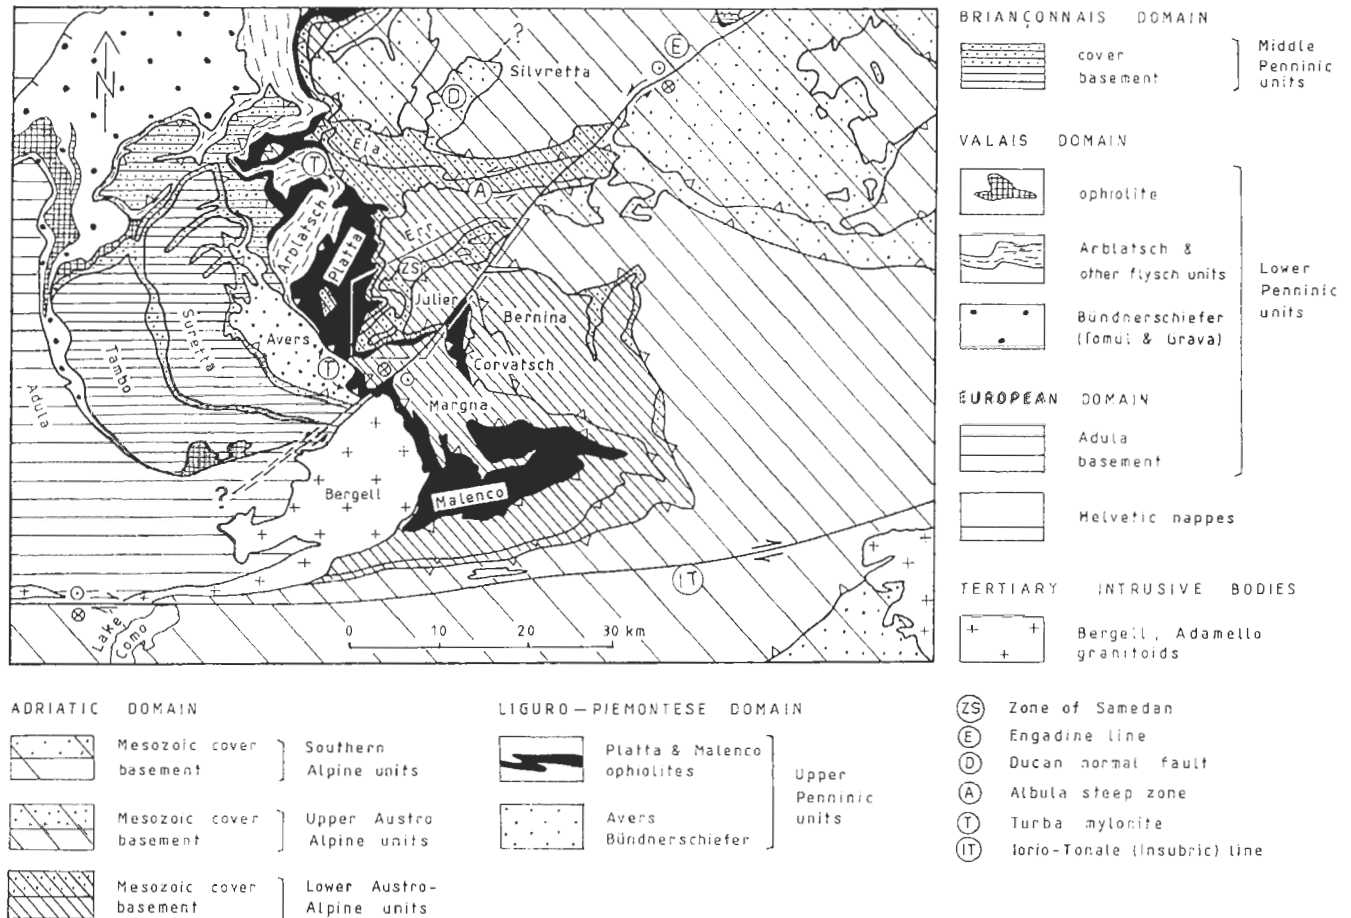 N
Silvretta
?
E
D
Ela
T
A
Arblatsch
Platta
Err
ZS
Julier
Bernina
Avers
Corvatsch
T
Suretta
Tambo
Adula
Margna
Bergell
Malenco
?
IT
Lake
Como
0 10 20 30 km
BRIANÇONNAIS DOMAIN
cover
basement
Middle
Penninic
units
VALAIS DOMAIN
ophiolite
Arblatsch &
other flysch units
Bündnerschiefer
(Tomül & Grava)
Lower
Penninic
units
EUROPEAN DOMAIN
Adula
basement
Helvetic nappes
TERTIARY INTRUSIVE BODIES
Bergell, Adamello
granitoids
ADRIATIC DOMAIN
Mesozoic cover
basement
Southern
Alpine units
Mesozoic cover
basement
Upper Austro
Alpine units
Mesozoic cover
basement
Lower Austro-
Alpine units
LIGURO—PIEMONTESE DOMAIN
Platta & Malenco
ophiolites
Avers
Bündnerschiefer
Upper
Penninic
units
ZS Zone of Samedan
E Engadine line
D Ducan normal fault
A Albula steep zone
T Turba mylonite
IT Iorio-Tonale (Insubric) line